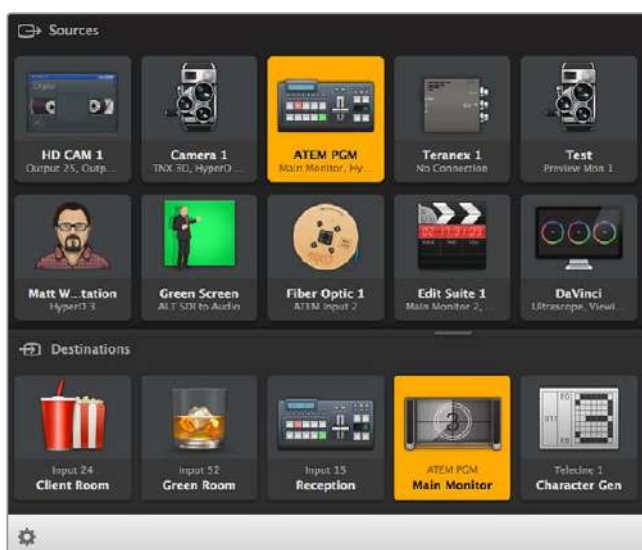 Sources
HD CAM 1
Output 25, Outp...
Camera 1
TNX 3D, HyperD ...
ATEM PGM
Main Monitor, Hy...
Teranex 1
No Connection
Test
Preview Mon 1
Matt W...tation
HyperD 3
Green Screen
ALT SDI to Audio
Fiber Optic 1
ATEM Input 2
Edit Suite 1
Main Monitor 2, ...
DaVinci
Ultrascope, Viewi...
Destinations
Input 24
Client Room
Input 52
Green Room
Input 15
Reception
3
ATEM PGM
Main Monitor
Telecine 1
Character Gen